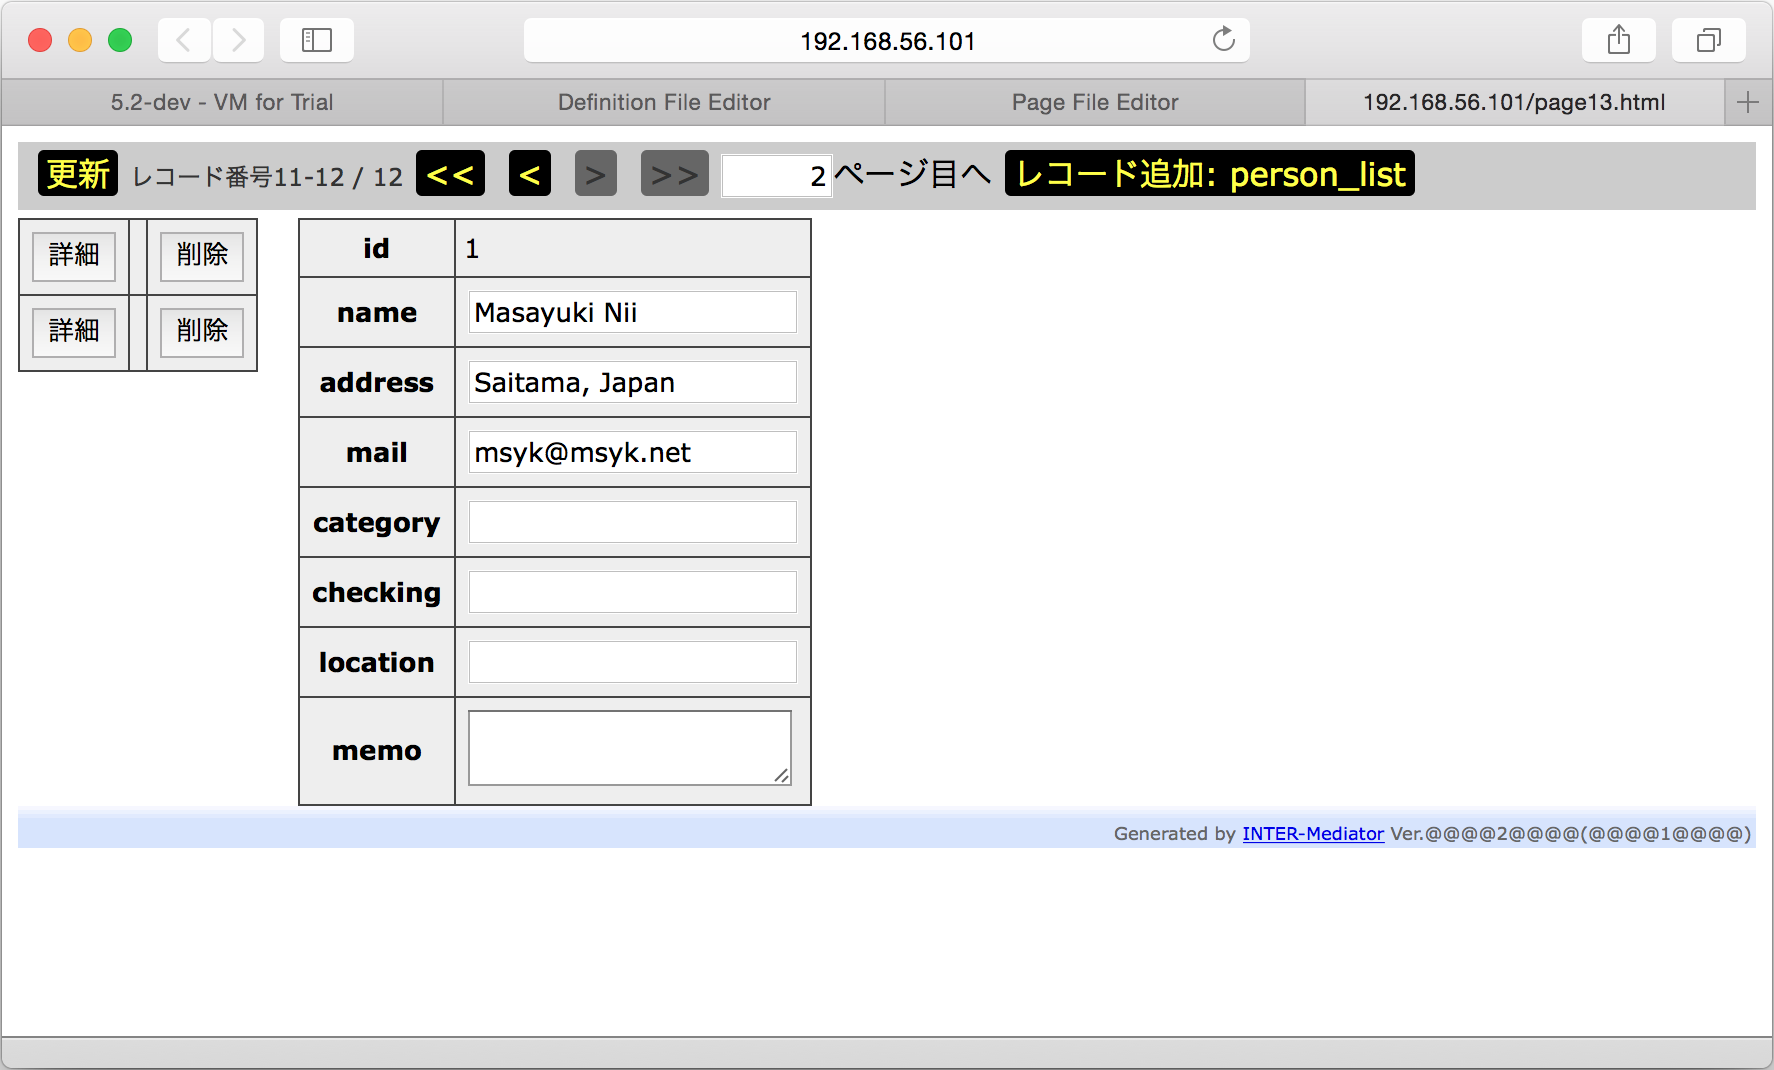 192.168.56.101
5.2-dev - VM for Trial
Definition File Editor
Page File Editor
192.168.56.101/page13.html
更新 レコード番号11-12 / 12 << < > >> 2 ページ目へ レコード追加: person_list
詳細 削除
詳細 削除
id 1
name Masayuki Nii
address Saitama, Japan
mail msyk@msyk.net
category
checking
location
memo
Generated by INTER-Mediator Ver.@@@@2@@@@(@@@@1@@@@)